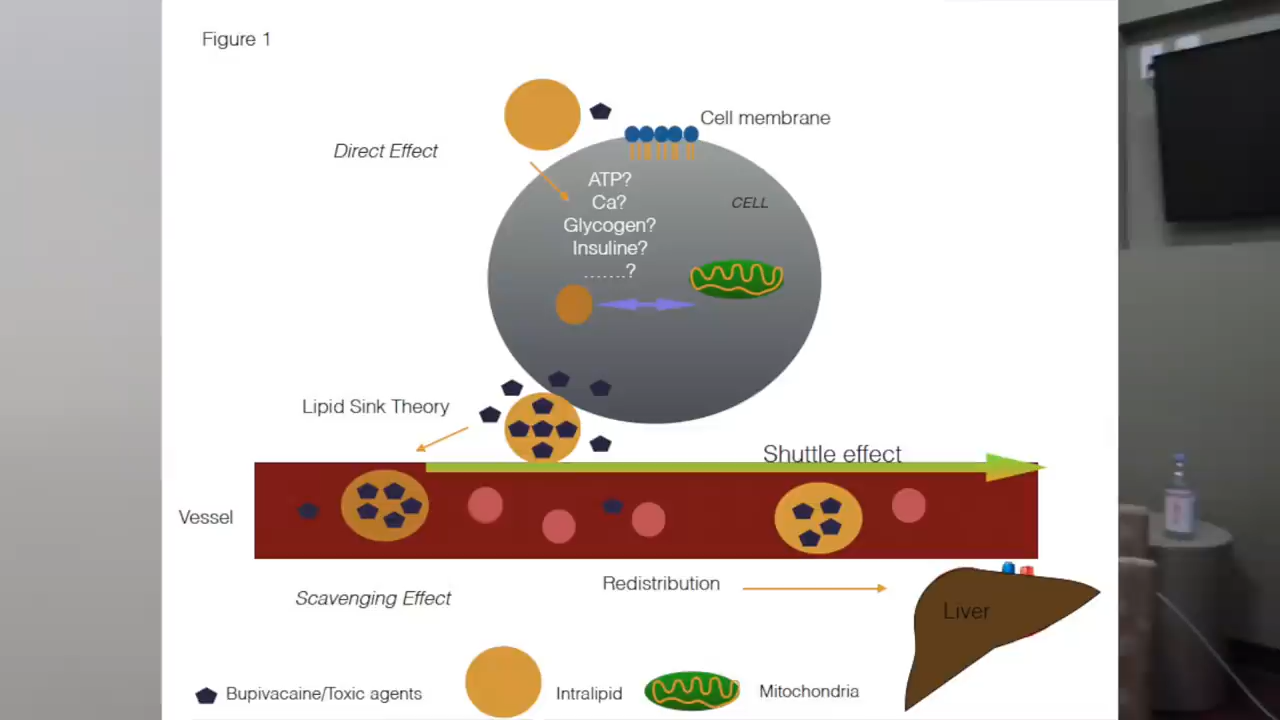 Figure 1
Cell membrane
Direct Effect
ATP?
Ca?
Glycogen?
Insuline?
.......?
CELL
Lipid Sink Theory
Shuttle effect
Vessel
Redistribution
Scavenging Effect
Liver
Bupivacaine/Toxic agents
Intralipid
Mitochondria